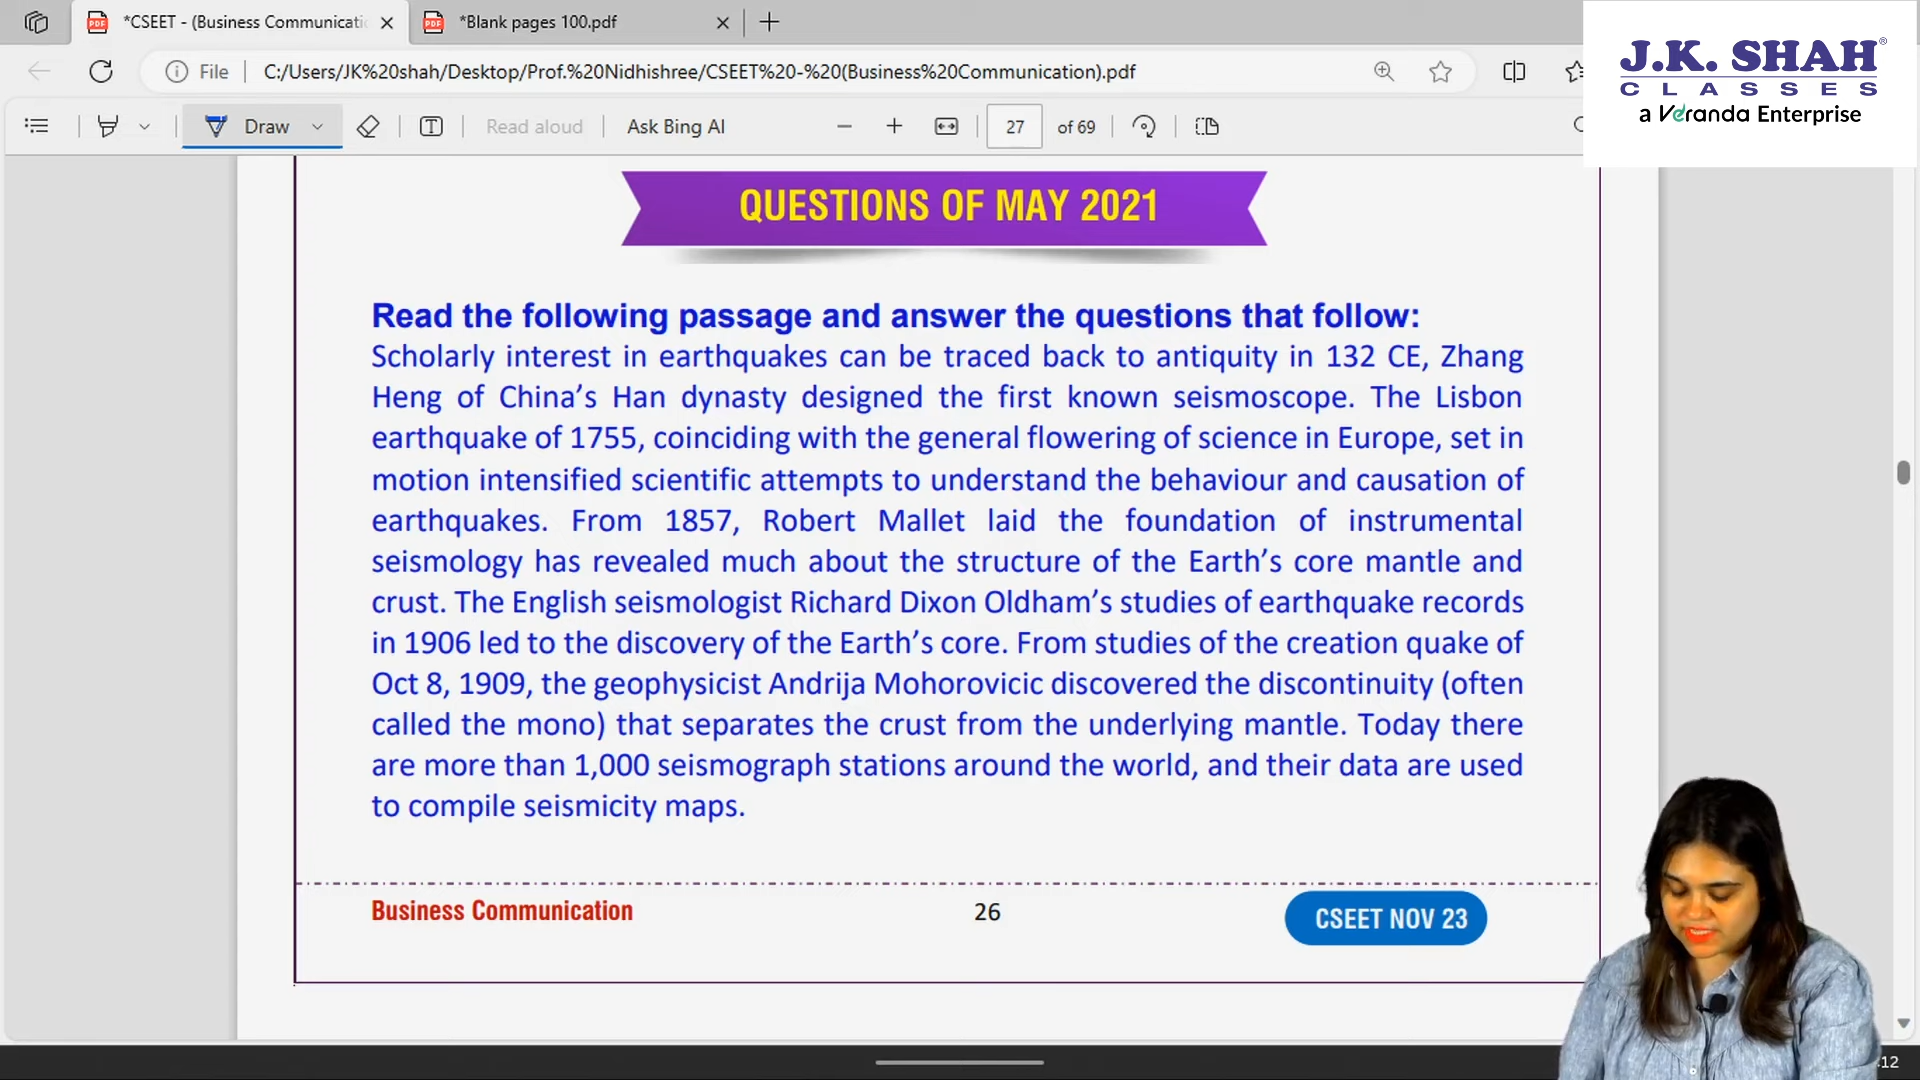 *CSEET - (Business Communicati
*Blank pages 100.pdf
J.K. SHAH®
CLASSES
a Veranda Enterprise
File
C:/Users/JK%20shah/Desktop/Prof.%20Nidhishree/CSEET%20-%20(Business%20Communication).pdf
Draw
Read aloud
Ask Bing AI
27
of 69
QUESTIONS OF MAY 2021
Read the following passage and answer the questions that follow:
Scholarly interest in earthquakes can be traced back to antiquity in 132 CE, Zhang
Heng of China's Han dynasty designed the first known seismoscope. The Lisbon
earthquake of 1755, coinciding with the general flowering of science in Europe, set in
motion intensified scientific attempts to understand the behaviour and causation of
earthquakes. From 1857, Robert Mallet laid the foundation of instrumental
seismology has revealed much about the structure of the Earth's core mantle and
crust. The English seismologist Richard Dixon Oldham's studies of earthquake records
in 1906 led to the discovery of the Earth's core. From studies of the creation quake of
Oct 8, 1909, the geophysicist Andrija Mohorovicic discovered the discontinuity (often
called the mono) that separates the crust from the underlying mantle. Today there
are more than 1,000 seismograph stations around the world, and their data are used
to compile seismicity maps.
Business Communication
26
CSEET NOV 23